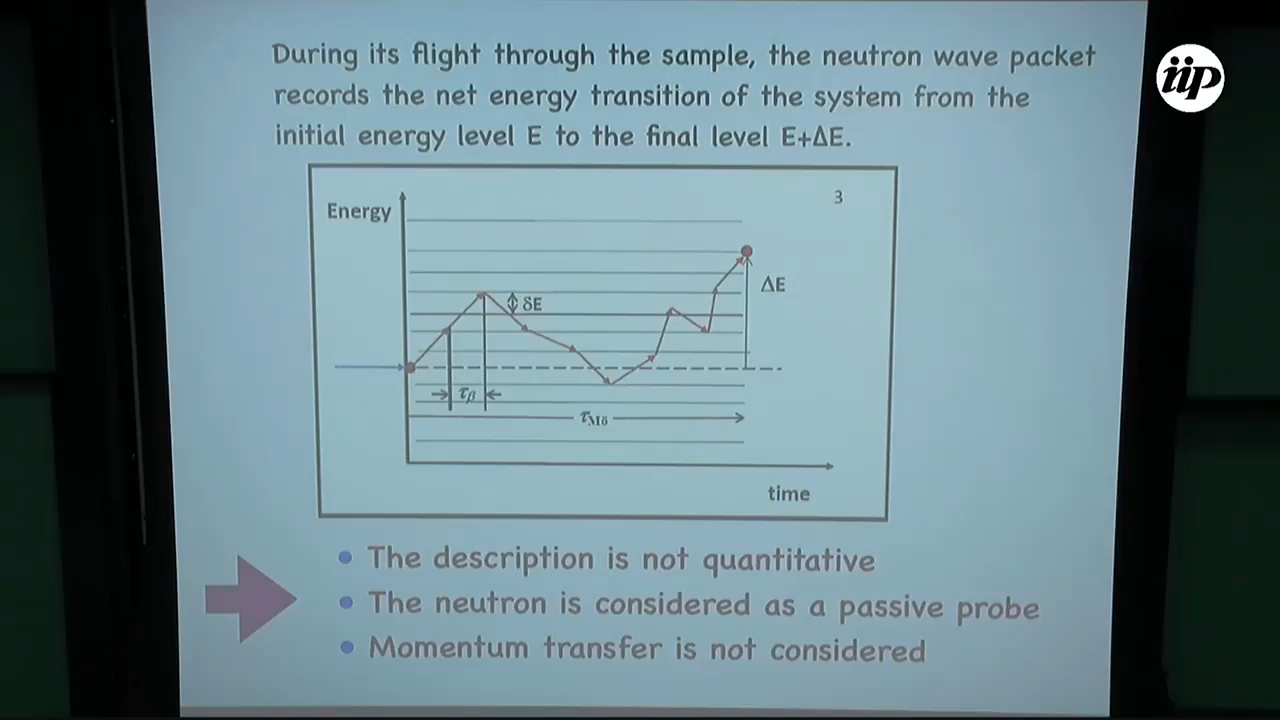 During its flight through the sample, the neutron wave packet
records the net energy transition of the system from the
initial energy level E to the final level E+ΔE.
iip
3
Energy
ΔE
δE
τβ
τMö
time
• The description is not quantitative
• The neutron is considered as a passive probe
• Momentum transfer is not considered